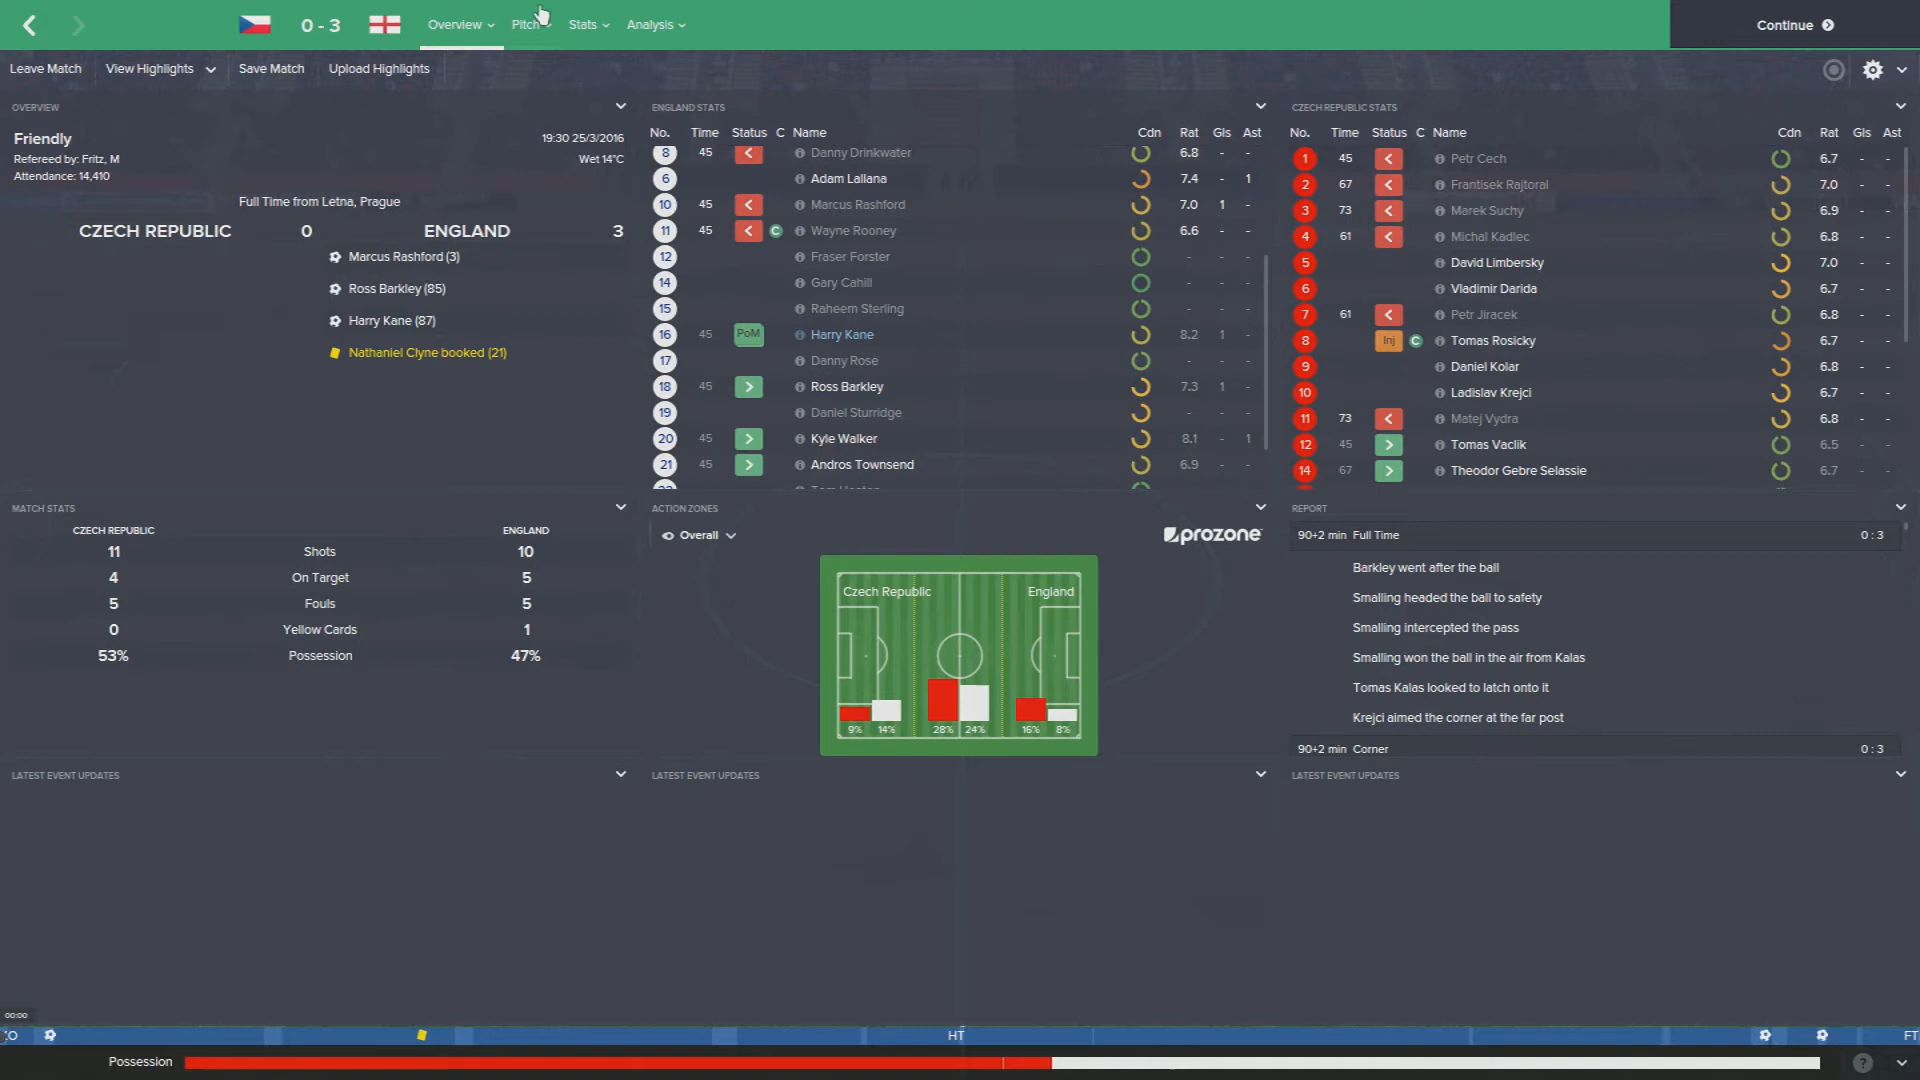 0 - 3 Overview Pitch Stats Analysis Continue
Leave Match View Highlights Save Match Upload Highlights
OVERVIEW
Friendly 19:30 25/3/2016
Refereed by: Fritz, M Wet 14°C
Attendance: 14,410
Full Time from Letna, Prague
CZECH REPUBLIC 0 ENGLAND 3
Marcus Rashford (3)
Ross Barkley (85)
Harry Kane (87)
Nathaniel Clyne booked (21)
ENGLAND STATS
No. Time Status C Name Cdn Rat Gls Ast
8 45 < Danny Drinkwater 6.8 - -
6 Adam Lallana 7.4 - 1
10 45 < Marcus Rashford 7.0 1 -
11 45 < C Wayne Rooney 6.6 - -
12 Fraser Forster - - -
14 Gary Cahill - - -
15 Raheem Sterling - - -
16 45 PoM Harry Kane 8.2 1 -
17 Danny Rose - - -
18 45 > Ross Barkley 7.3 1 -
19 Daniel Sturridge - - -
20 45 > Kyle Walker 8.1 - 1
21 45 > Andros Townsend 6.9 - -
CZECH REPUBLIC STATS
No. Time Status C Name Cdn Rat Gls Ast
1 45 < Petr Cech 6.7 - -
2 67 < Frantisek Rajtoral 7.0 - -
3 73 < Marek Suchy 6.9 - -
4 61 < Michal Kadlec 6.8 - -
5 David Limbersky 7.0 - -
6 Vladimir Darida 6.7 - -
7 61 < Petr Jiracek 6.8 - -
8 Inj C Tomas Rosicky 6.7 - -
9 Daniel Kolar 6.8 - -
10 Ladislav Krejci 6.7 - -
11 73 < Matej Vydra 6.8 - -
12 45 > Tomas Vaclik 6.5 - -
14 67 > Theodor Gebre Selassie 6.7 - -
MATCH STATS
CZECH REPUBLIC ENGLAND
11 Shots 10
4 On Target 5
5 Fouls 5
0 Yellow Cards 1
53% Possession 47%
ACTION ZONES
Overall prozone
Czech Republic England
9% 14% 28% 24% 16% 8%
REPORT
90+2 min Full Time 0 : 3
Barkley went after the ball
Smalling headed the ball to safety
Smalling intercepted the pass
Smalling won the ball in the air from Kalas
Tomas Kalas looked to latch onto it
Krejci aimed the corner at the far post
90+2 min Corner 0 : 3
LATEST EVENT UPDATES
LATEST EVENT UPDATES
LATEST EVENT UPDATES
00:00
HT FT
Possession ?